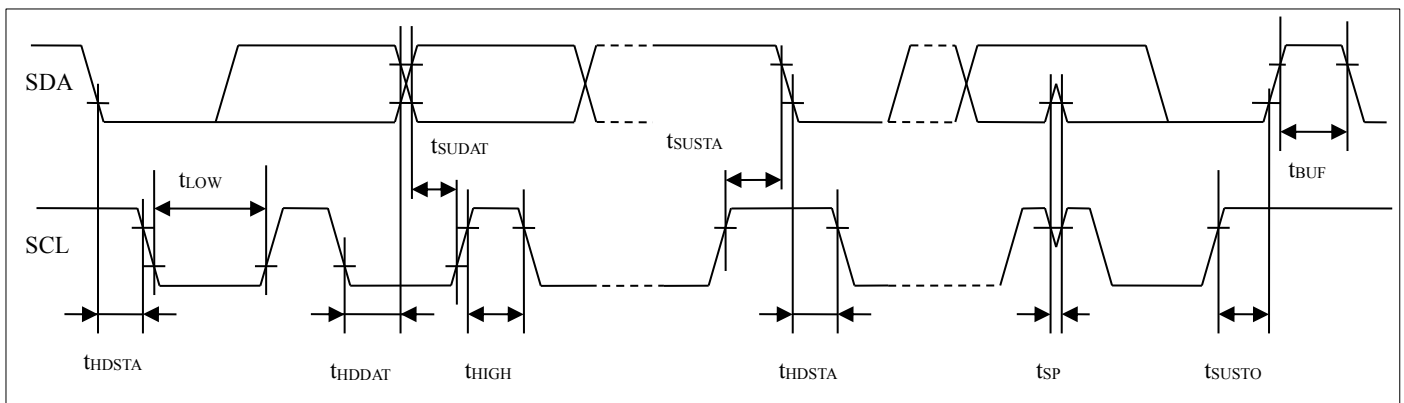 SDA
tSUDAT
tSUSTA
tBUF
tLOW
SCL
tHDSTA
tHDDAT
tHIGH
tHDSTA
tSP
tSUSTO